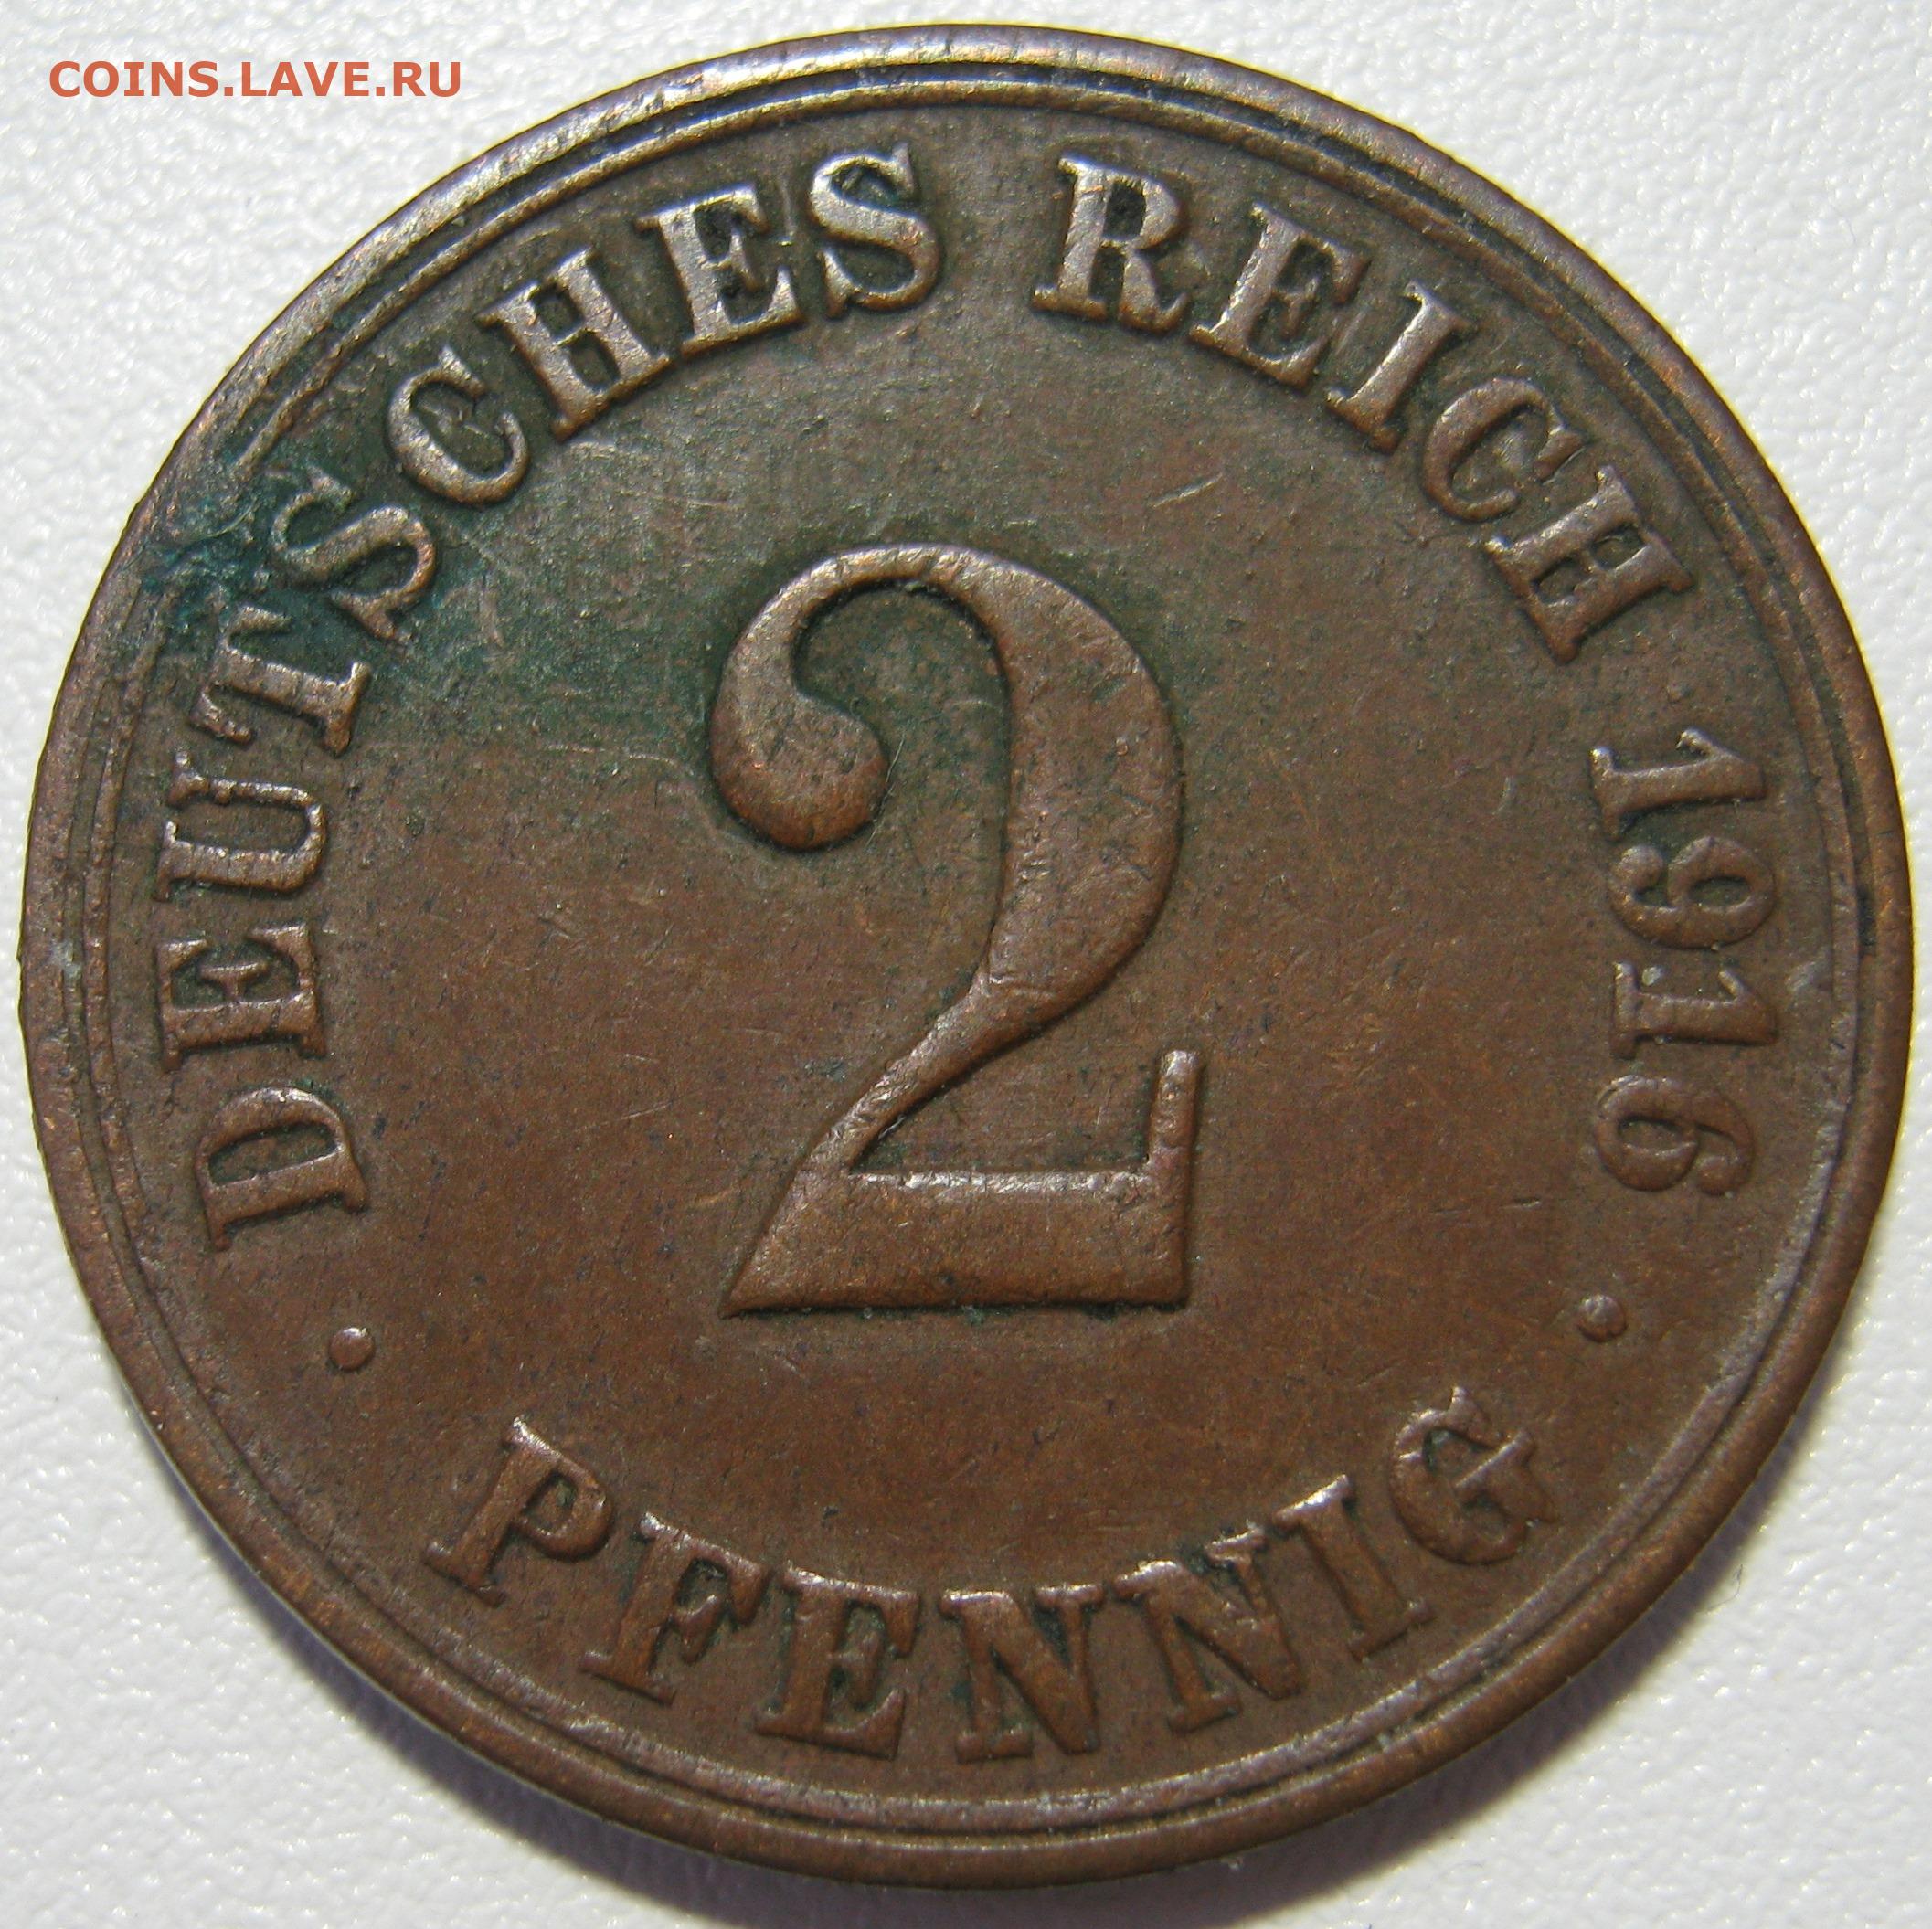 COINS.LAVE.RU
DEUTSCHES REICH 1916
2
· PFENNIG ·